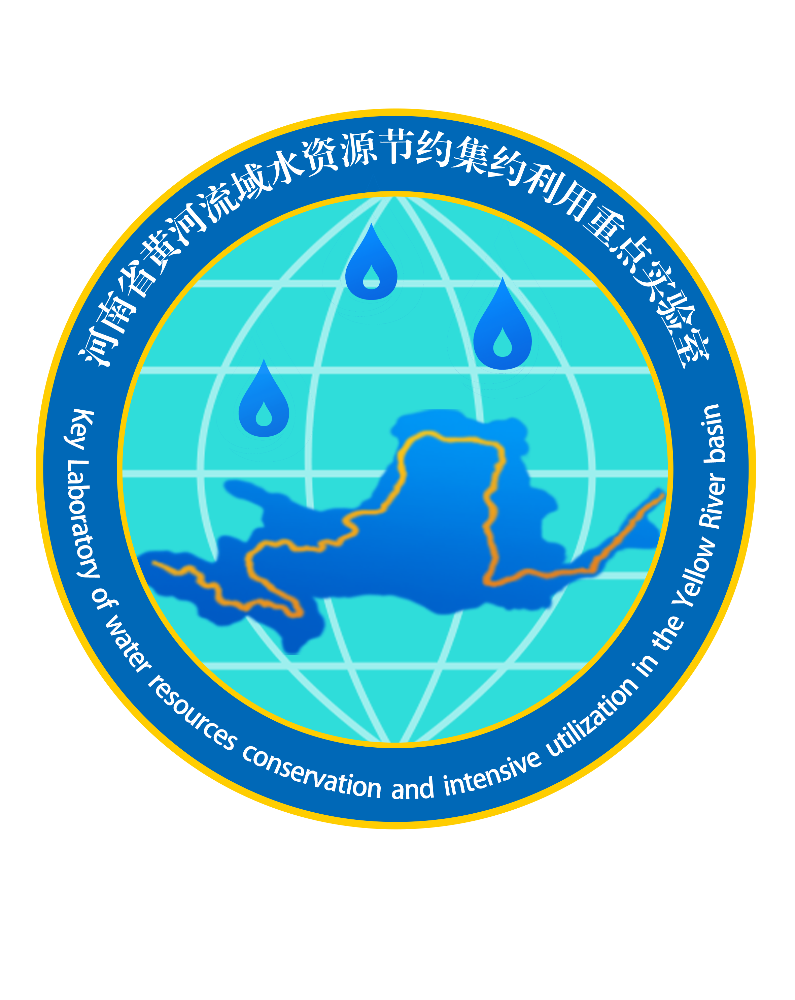 河南省黄河流域水资源节约集约利用重点实验室
Key Laboratory of water resources conservation and intensive utilization in the Yellow River basin